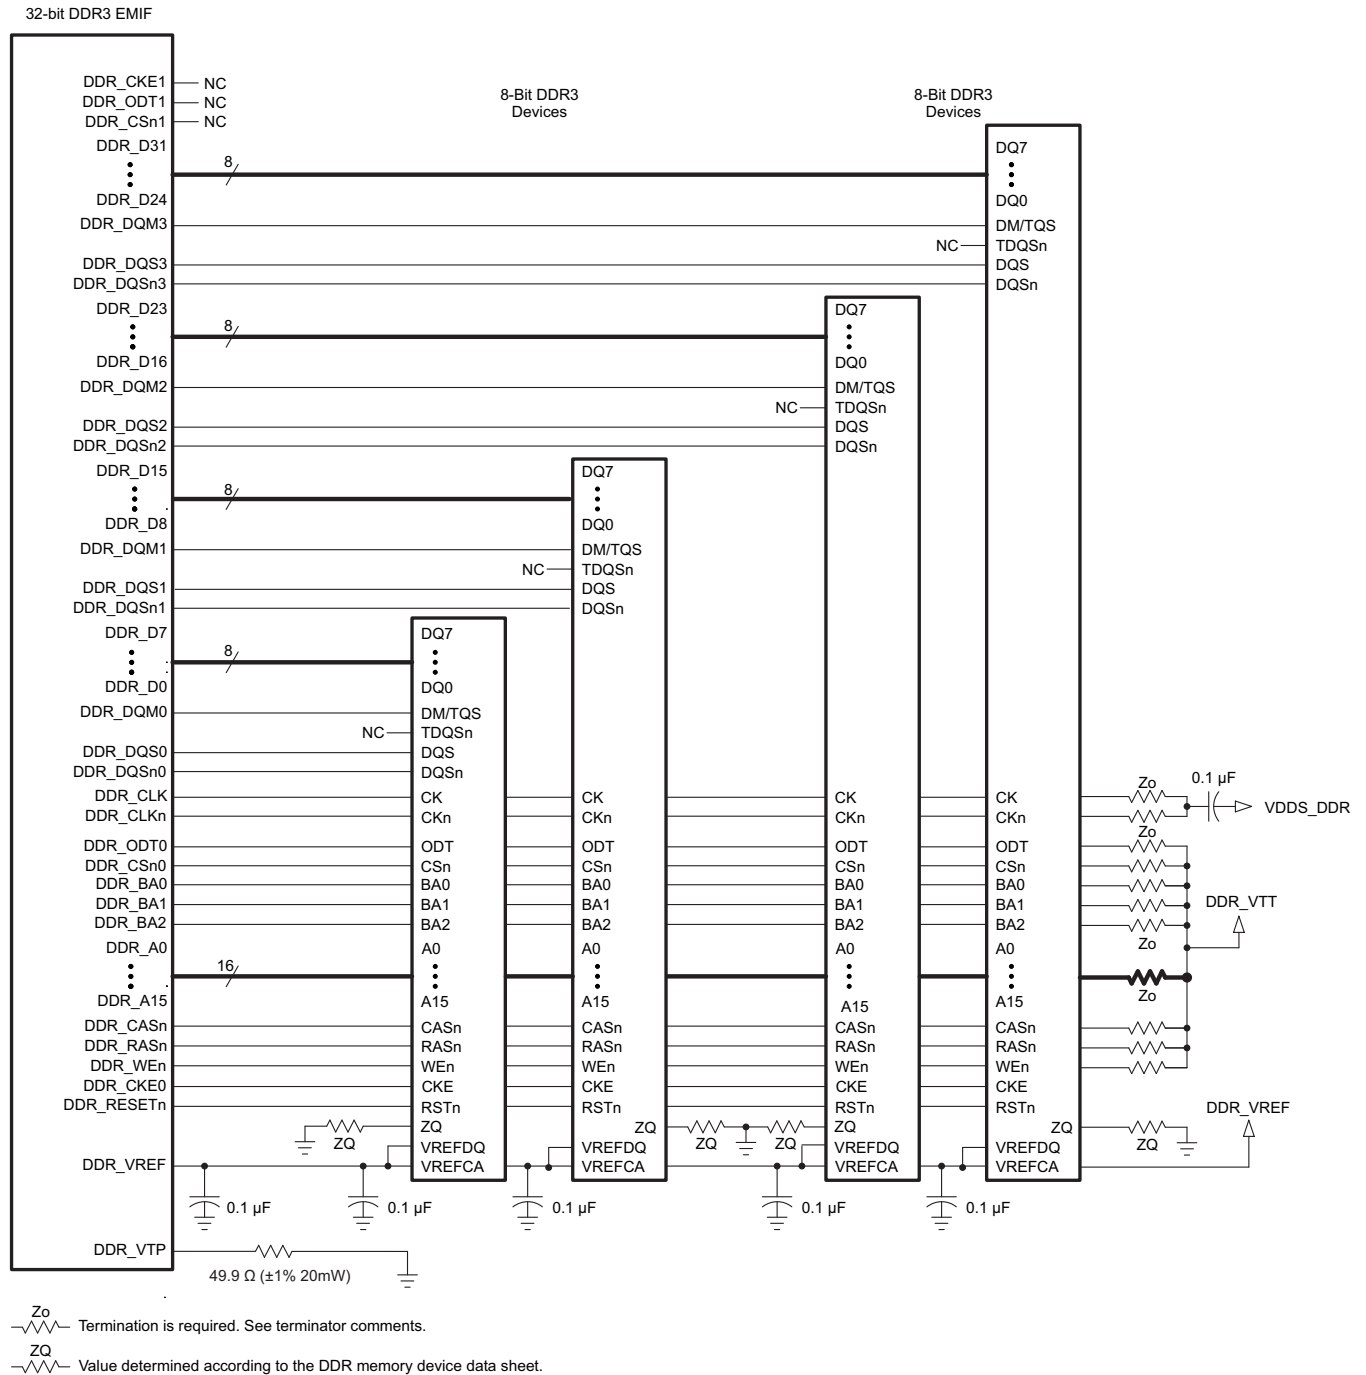 32-bit DDR3 EMIF
DDR_CKE1 NC
DDR_ODT1 NC
DDR_CSn1 NC
8-Bit DDR3
Devices
8-Bit DDR3
Devices
DDR_D31 8 DQ7
DDR_D24 DQ0
DDR_DQM3 DM/TQS
NC TDQSn
DDR_DQS3 DQS
DDR_DQSn3 DQSn
DDR_D23 8 DQ7
DDR_D16 DQ0
DDR_DQM2 DM/TQS
NC TDQSn
DDR_DQS2 DQS
DDR_DQSn2 DQSn
DDR_D15 8 DQ7
DDR_D8 DQ0
DDR_DQM1 DM/TQS
NC TDQSn
DDR_DQS1 DQS
DDR_DQSn1 DQSn
DDR_D7 8 DQ7
DDR_D0 DQ0
DDR_DQM0 DM/TQS
NC TDQSn
DDR_DQS0 DQS
DDR_DQSn0 DQSn
Zo 0.1 µF
DDR_CLK CK CK CK CK
VDDS_DDR
DDR_CLKn CKn CKn CKn CKn
Zo
DDR_ODT0 ODT ODT ODT ODT
DDR_CSn0 CSn CSn CSn CSn
DDR_BA0 BA0 BA0 BA0 BA0
DDR_BA1 BA1 BA1 BA1 BA1 DDR_VTT
DDR_BA2 BA2 BA2 BA2 BA2
Zo
DDR_A0 A0 A0 A0 A0
16
Zo
DDR_A15 A15 A15 A15 A15
DDR_CASn CASn CASn CASn CASn
DDR_RASn RASn RASn RASn RASn
DDR_WEn WEn WEn WEn WEn
DDR_CKE0 CKE CKE CKE CKE
DDR_RESETn RSTn RSTn RSTn RSTn DDR_VREF
ZQ ZQ ZQ ZQ
ZQ ZQ ZQ ZQ
VREFDQ VREFDQ VREFDQ VREFDQ
DDR_VREF VREFCA VREFCA VREFCA VREFCA
0.1 µF 0.1 µF 0.1 µF 0.1 µF 0.1 µF
DDR_VTP
49.9 Ω (±1% 20mW)
Zo
Termination is required. See terminator comments.
ZQ
Value determined according to the DDR memory device data sheet.